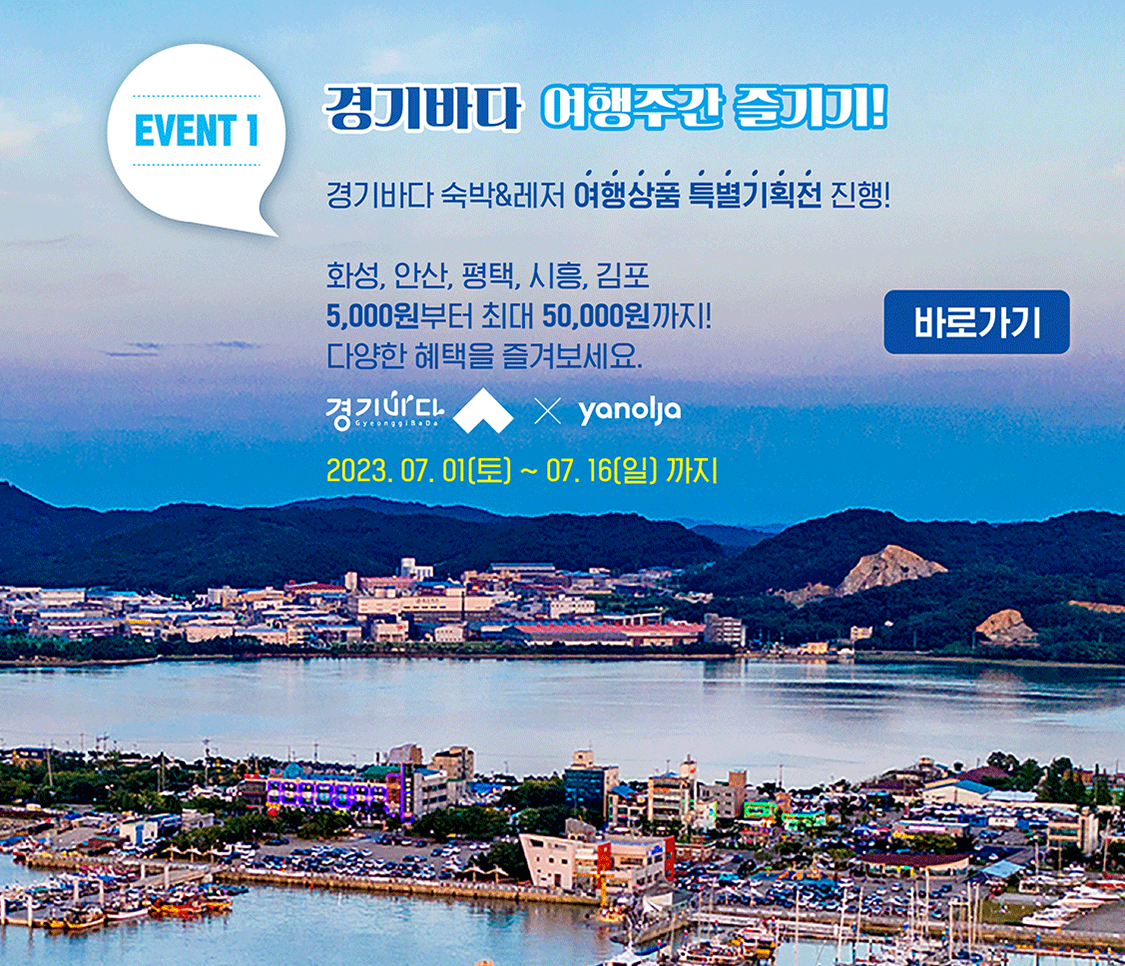 EVENT 1
경기바다 여행주간 즐기기!
경기바다 숙박&레저 여행상품 특별기획전 진행!
화성, 안산, 평택, 시흥, 김포
5,000원부터 최대 50,000원까지!
다양한 혜택을 즐겨보세요.
바로가기
경기바다 GyeonggiBaDa × yanolja
2023. 07. 01(토) ~ 07. 16(일) 까지